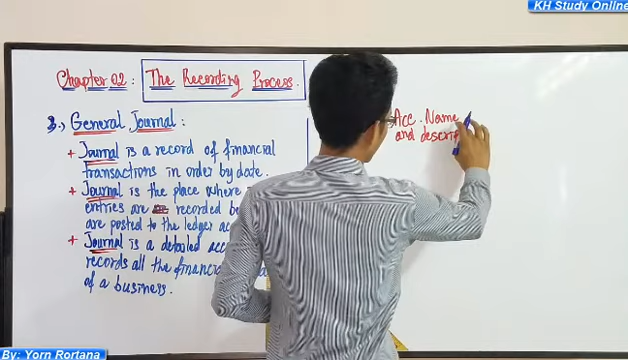 KH Study Online
Chapter 02 : The Recording Process
3., General Journal :
+ Journal is a record of financial
transactions in order by date.
+ Journal is the place where
entries are recorded
are posted to the ledger
+ Journal is a detailed
records all the
of a business.
Acc. Name
and
By: Yorn Rortana